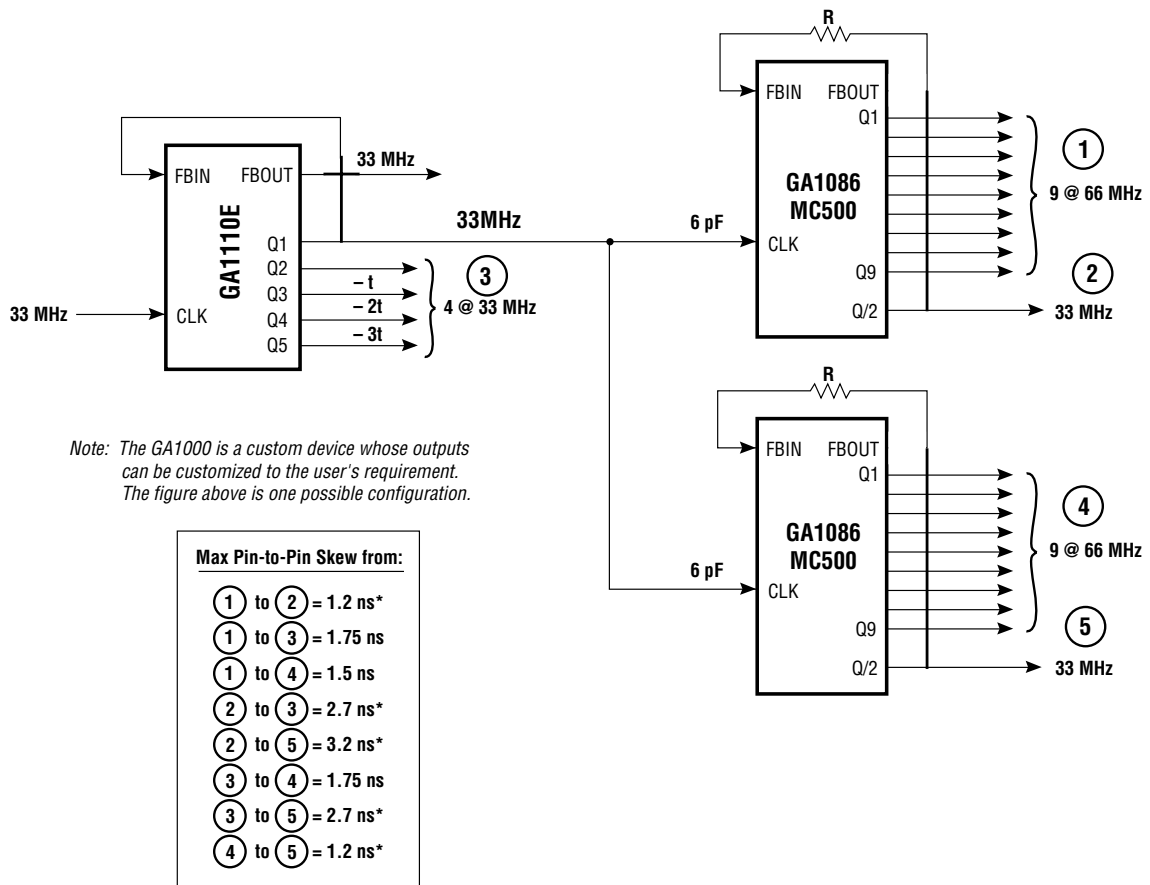 R
FBIN FBOUT
Q1
GA1086
MC500
CLK
Q9
Q/2
6 pF
1
9 @ 66 MHz
2
33 MHz
FBIN FBOUT
GA1110E
Q1
Q2
Q3
Q4
Q5
CLK
33 MHz
33 MHz
33MHz
– t
– 2t
– 3t
3
4 @ 33 MHz
R
FBIN FBOUT
Q1
GA1086
MC500
CLK
Q9
Q/2
6 pF
4
9 @ 66 MHz
5
33 MHz
Note: The GA1000 is a custom device whose outputs
can be customized to the user's requirement.
The figure above is one possible configuration.
Max Pin-to-Pin Skew from:
1 to 2 = 1.2 ns*
1 to 3 = 1.75 ns
1 to 4 = 1.5 ns
2 to 3 = 2.7 ns*
2 to 5 = 3.2 ns*
3 to 4 = 1.75 ns
3 to 5 = 2.7 ns*
4 to 5 = 1.2 ns*